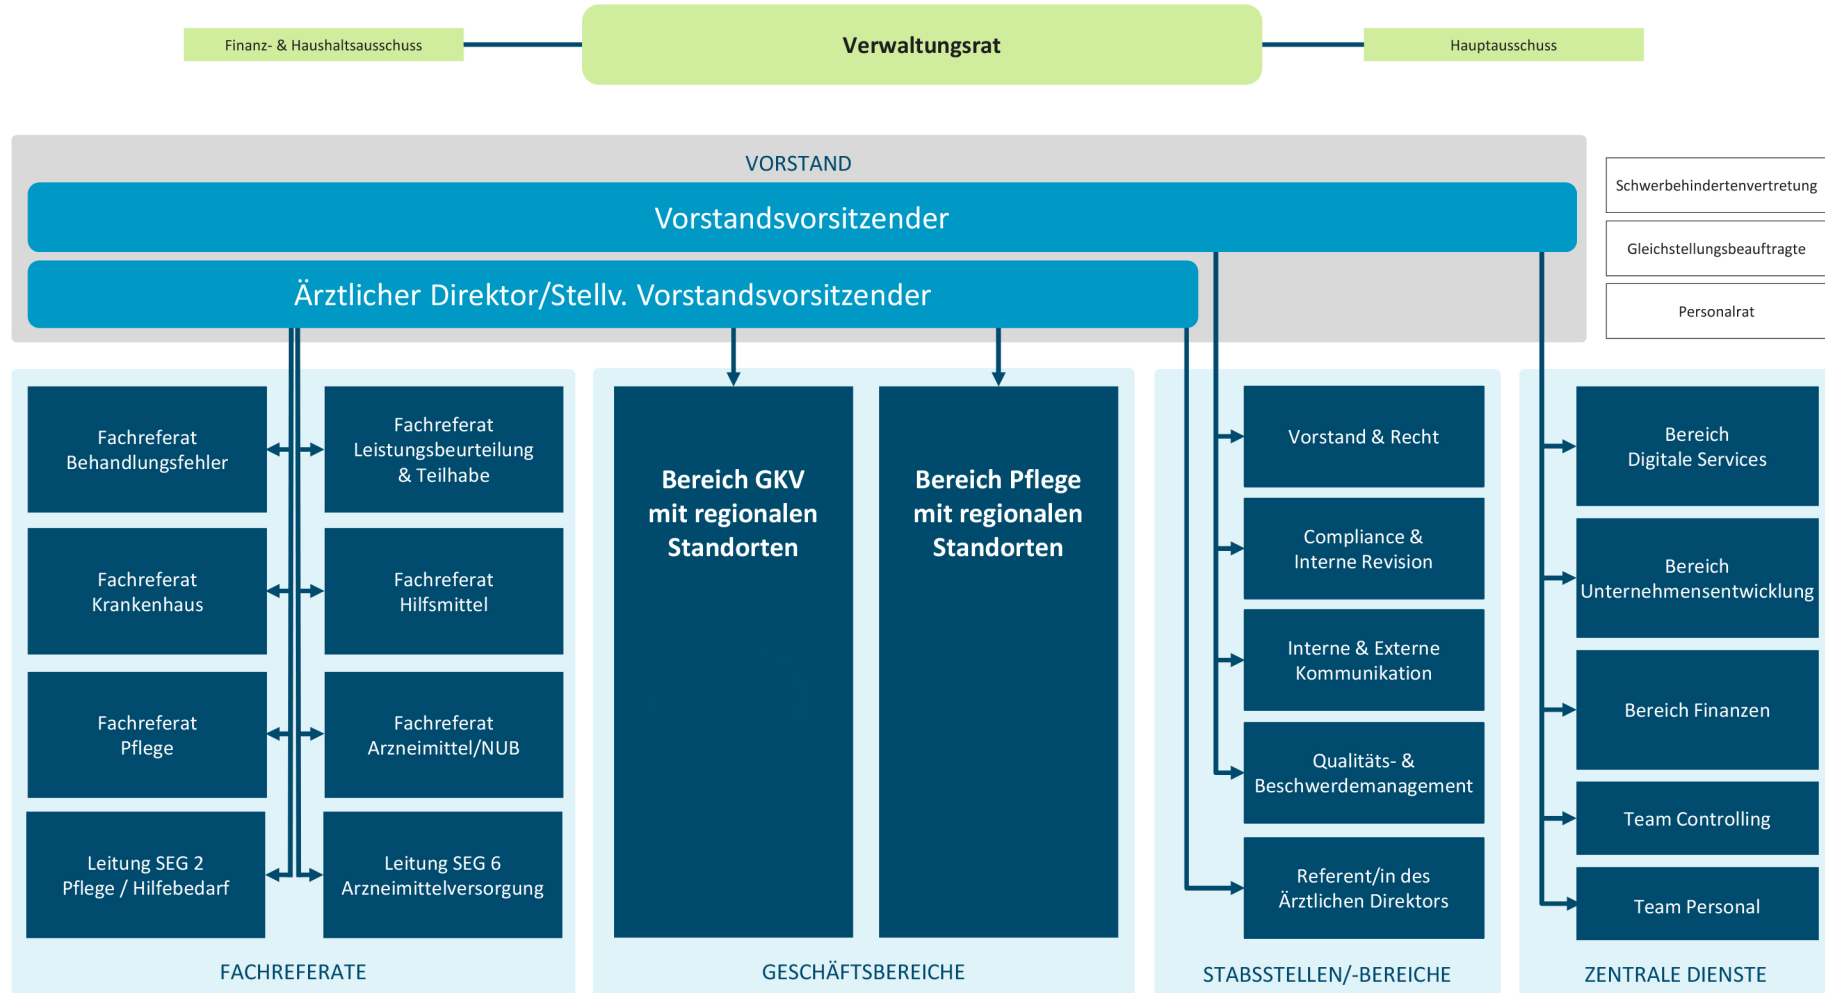 Finanz- & Haushaltsausschuss
Verwaltungsrat
Hauptausschuss
VORSTAND
Vorstandsvorsitzender
Ärztlicher Direktor/Stellv. Vorstandsvorsitzender
Schwerbehindertenvertretung
Gleichstellungsbeauftragte
Personalrat
Fachreferat
Behandlungsfehler
Fachreferat
Leistungsbeurteilung
& Teilhabe
Fachreferat
Krankenhaus
Fachreferat
Hilfsmittel
Fachreferat
Pflege
Fachreferat
Arzneimittel/NUB
Leitung SEG 2
Pflege / Hilfebedarf
Leitung SEG 6
Arzneimittelversorgung
FACHREFERATE
Bereich GKV
mit regionalen
Standorten
Bereich Pflege
mit regionalen
Standorten
GESCHÄFTSBEREICHE
Vorstand & Recht
Compliance &
Interne Revision
Interne & Externe
Kommunikation
Qualitäts- &
Beschwerdemanagement
Referent/in des
Ärztlichen Direktors
STABSSTELLEN/-BEREICHE
Bereich
Digitale Services
Bereich
Unternehmensentwicklung
Bereich Finanzen
Team Controlling
Team Personal
ZENTRALE DIENSTE